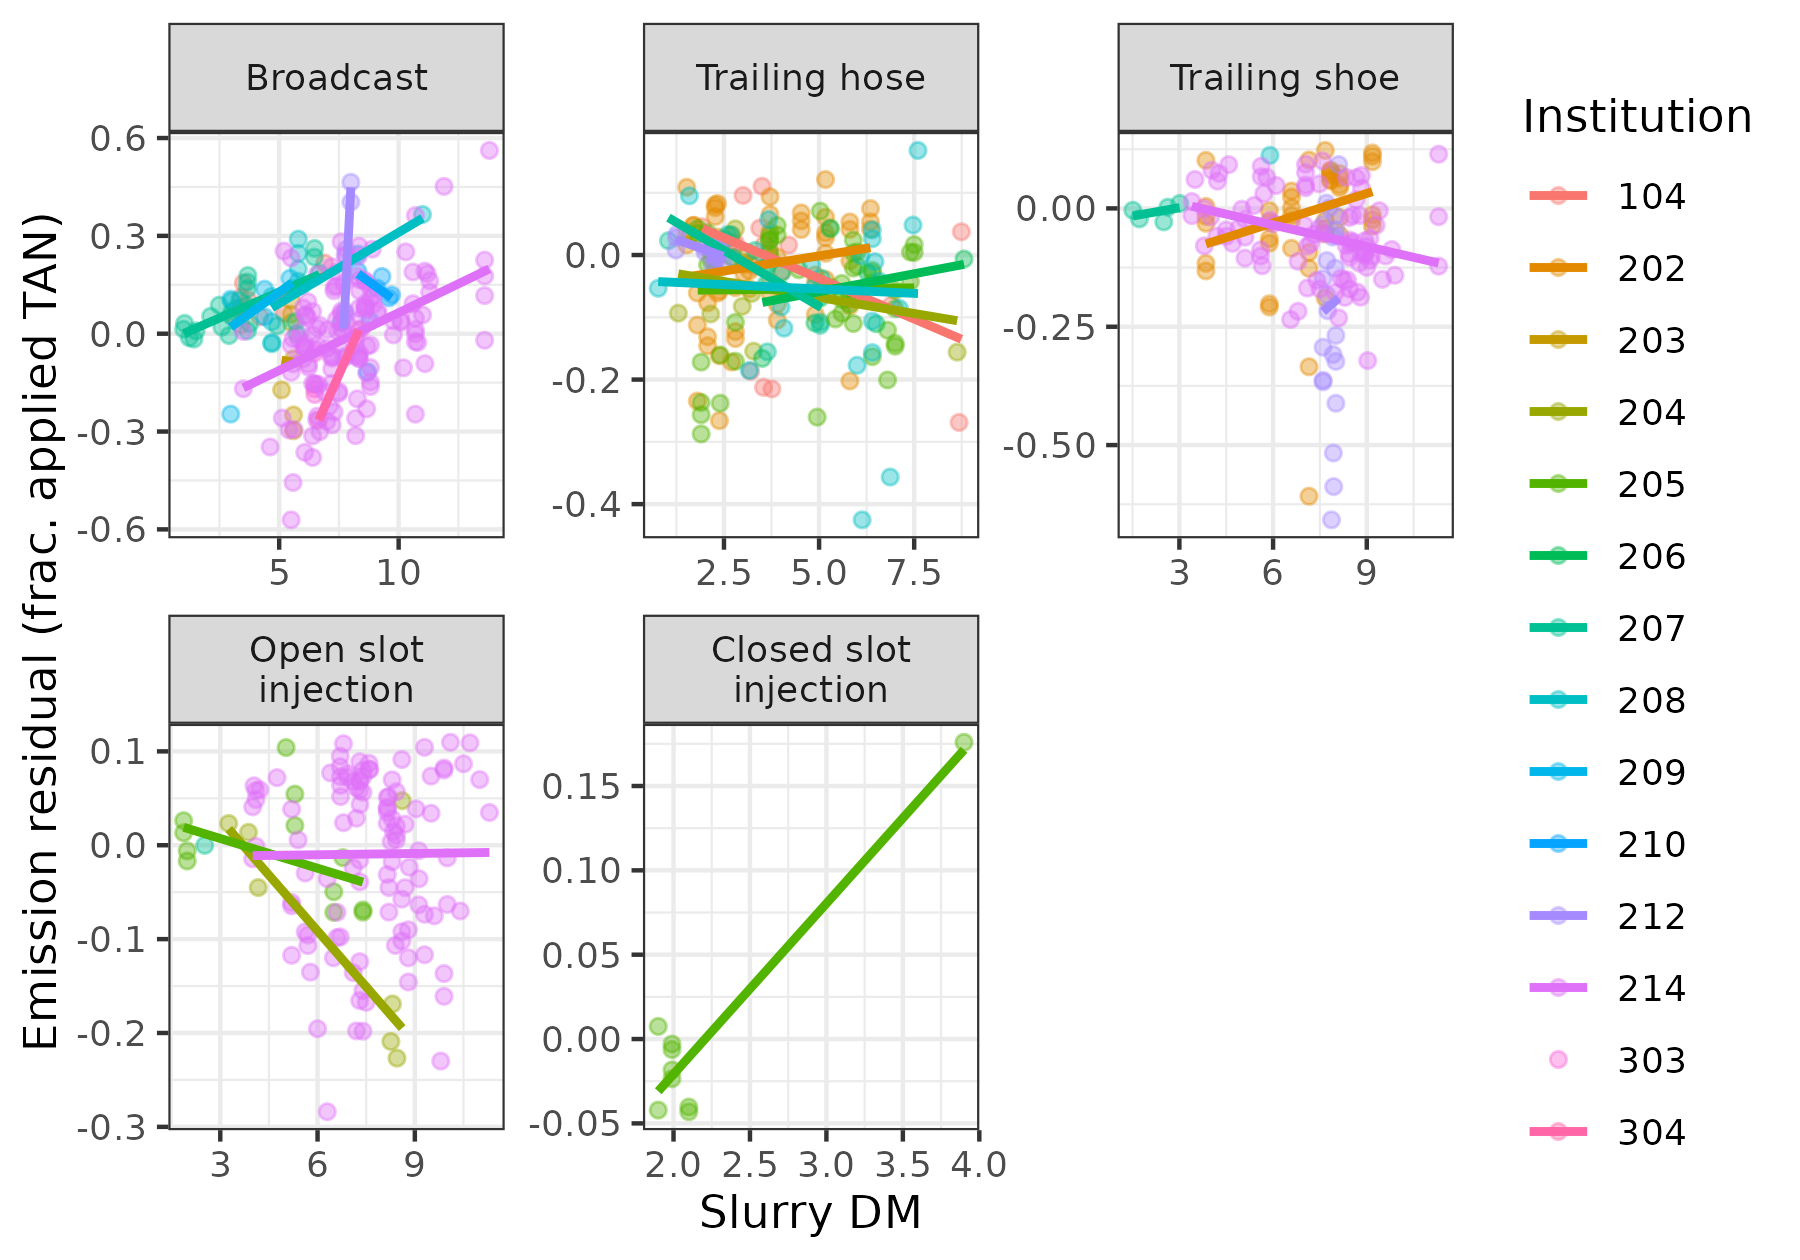 Broadcast
Trailing hose
Trailing shoe
Institution
104
202
203
204
205
206
207
208
209
210
212
214
303
304
0.6
0.3
0.0
-0.3
-0.6
5 10
0.0
-0.2
-0.4
2.5 5.0 7.5
0.00
-0.25
-0.50
3 6 9
Emission residual (frac. applied TAN)
Open slot
injection
Closed slot
injection
0.1
0.0
-0.1
-0.2
-0.3
3 6 9
0.15
0.10
0.05
0.00
-0.05
2.0 2.5 3.0 3.5 4.0
Slurry DM